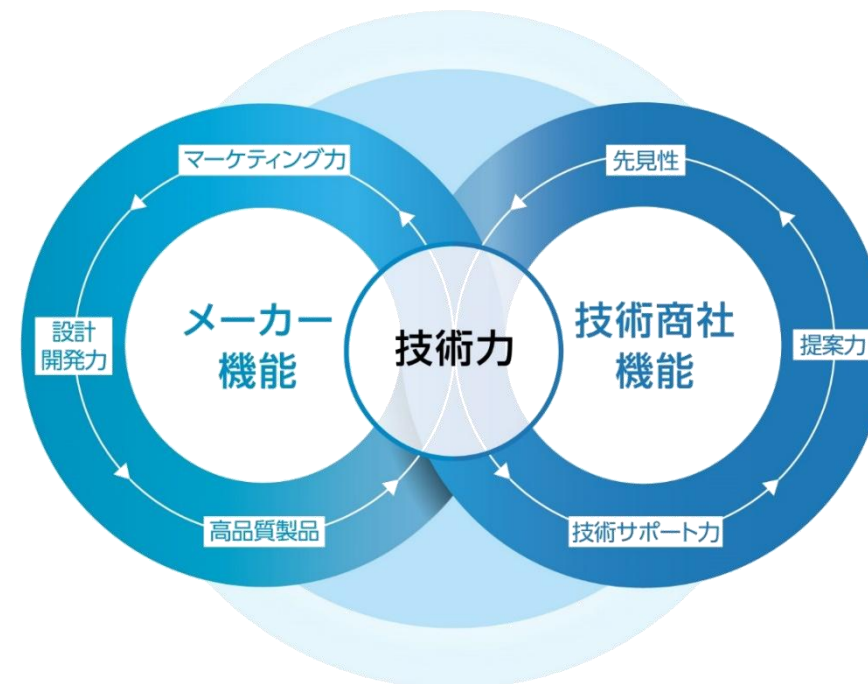 マーケティング力
先見性
メーカー
機能
技術力
技術商社
機能
設計
開発力
提案力
高品質製品
技術サポート力